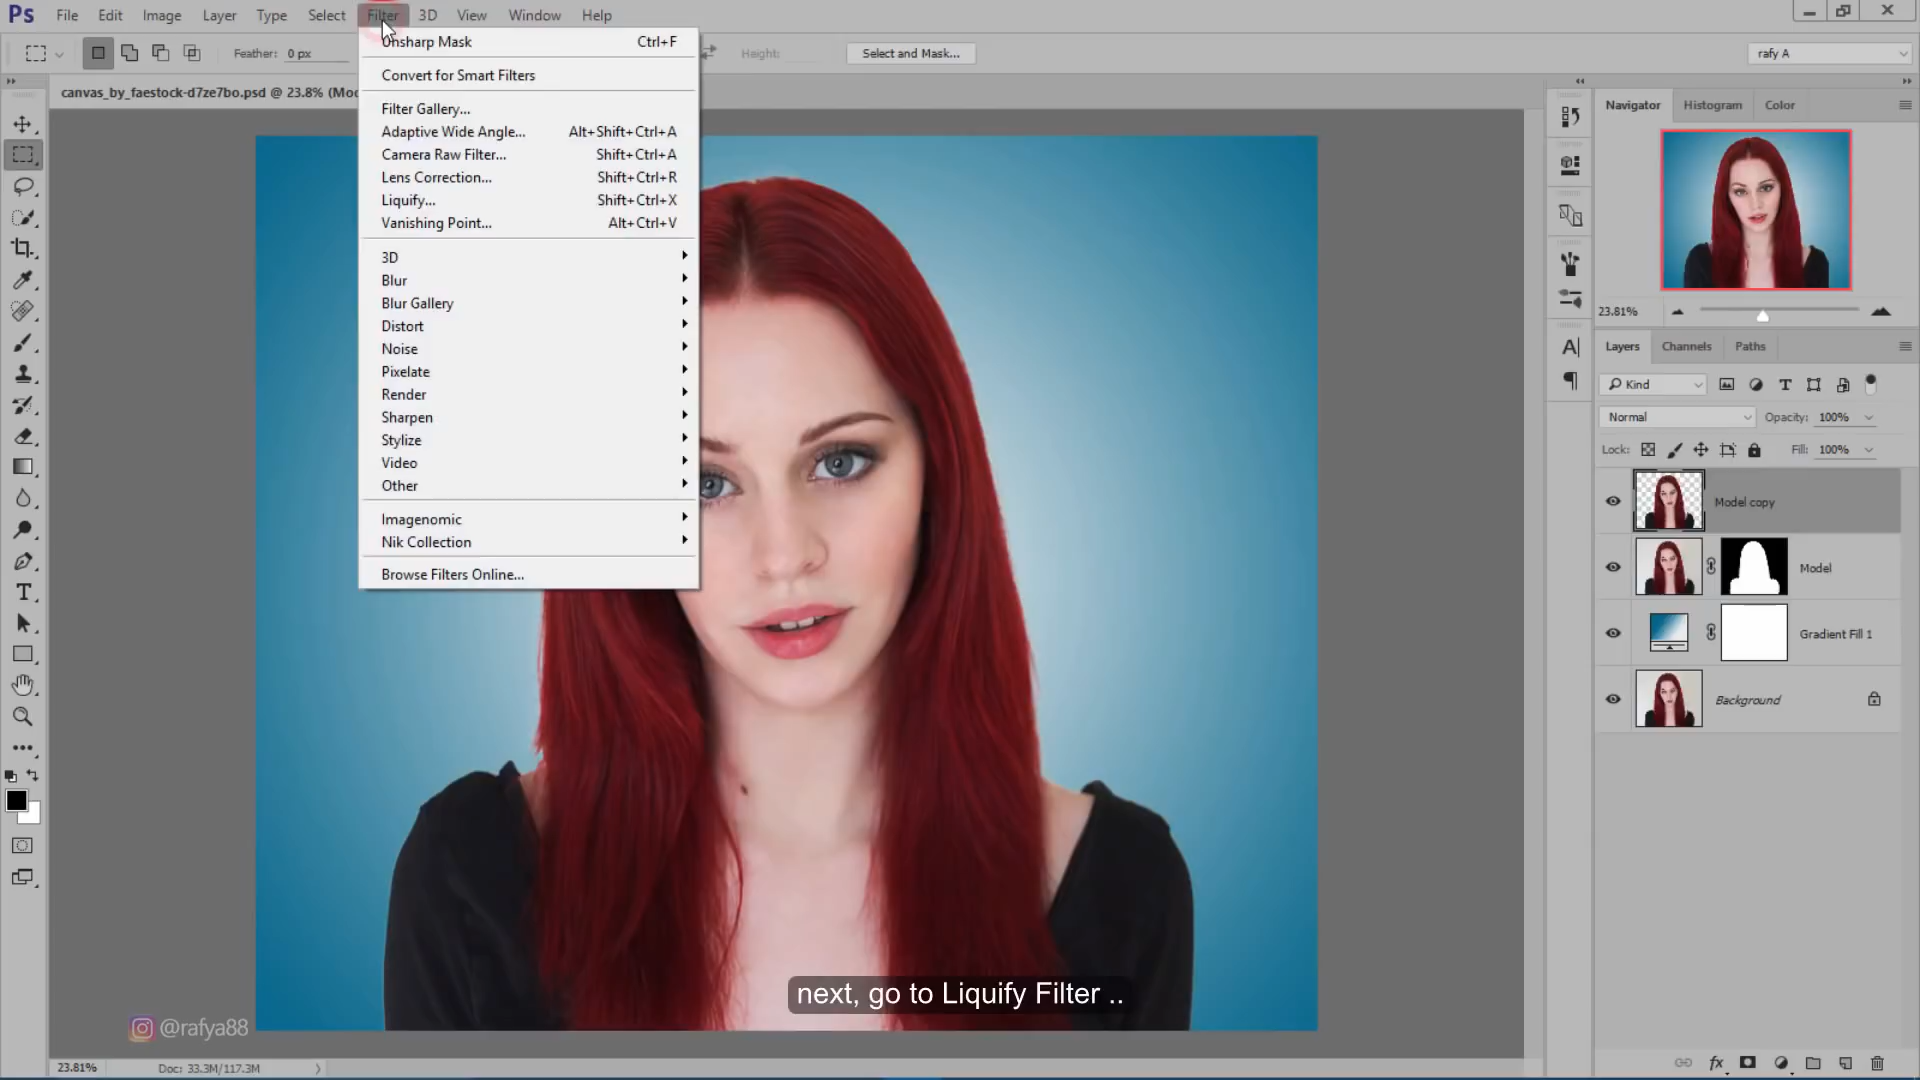 Ps File Edit Image Layer Type Select Filter 3D View Window Help
Feather: 0 px
Height:
Select and Mask...
rafy A
canvas_by_faestock-d7ze7bo.psd @ 23.8% (Mod
Unsharp Mask Ctrl+F
Convert for Smart Filters
Filter Gallery...
Adaptive Wide Angle... Alt+Shift+Ctrl+A
Camera Raw Filter... Shift+Ctrl+A
Lens Correction... Shift+Ctrl+R
Liquify... Shift+Ctrl+X
Vanishing Point... Alt+Ctrl+V
3D
Blur
Blur Gallery
Distort
Noise
Pixelate
Render
Sharpen
Stylize
Video
Other
Imagenomic
Nik Collection
Browse Filters Online...
Navigator Histogram Color
23.81%
Layers Channels Paths
Kind
Normal Opacity: 100%
Lock: Fill: 100%
Model copy
Model
Gradient Fill 1
Background
next, go to Liquify Filter ..
@rafya88
23.81% Doc: 33.3M/117.3M